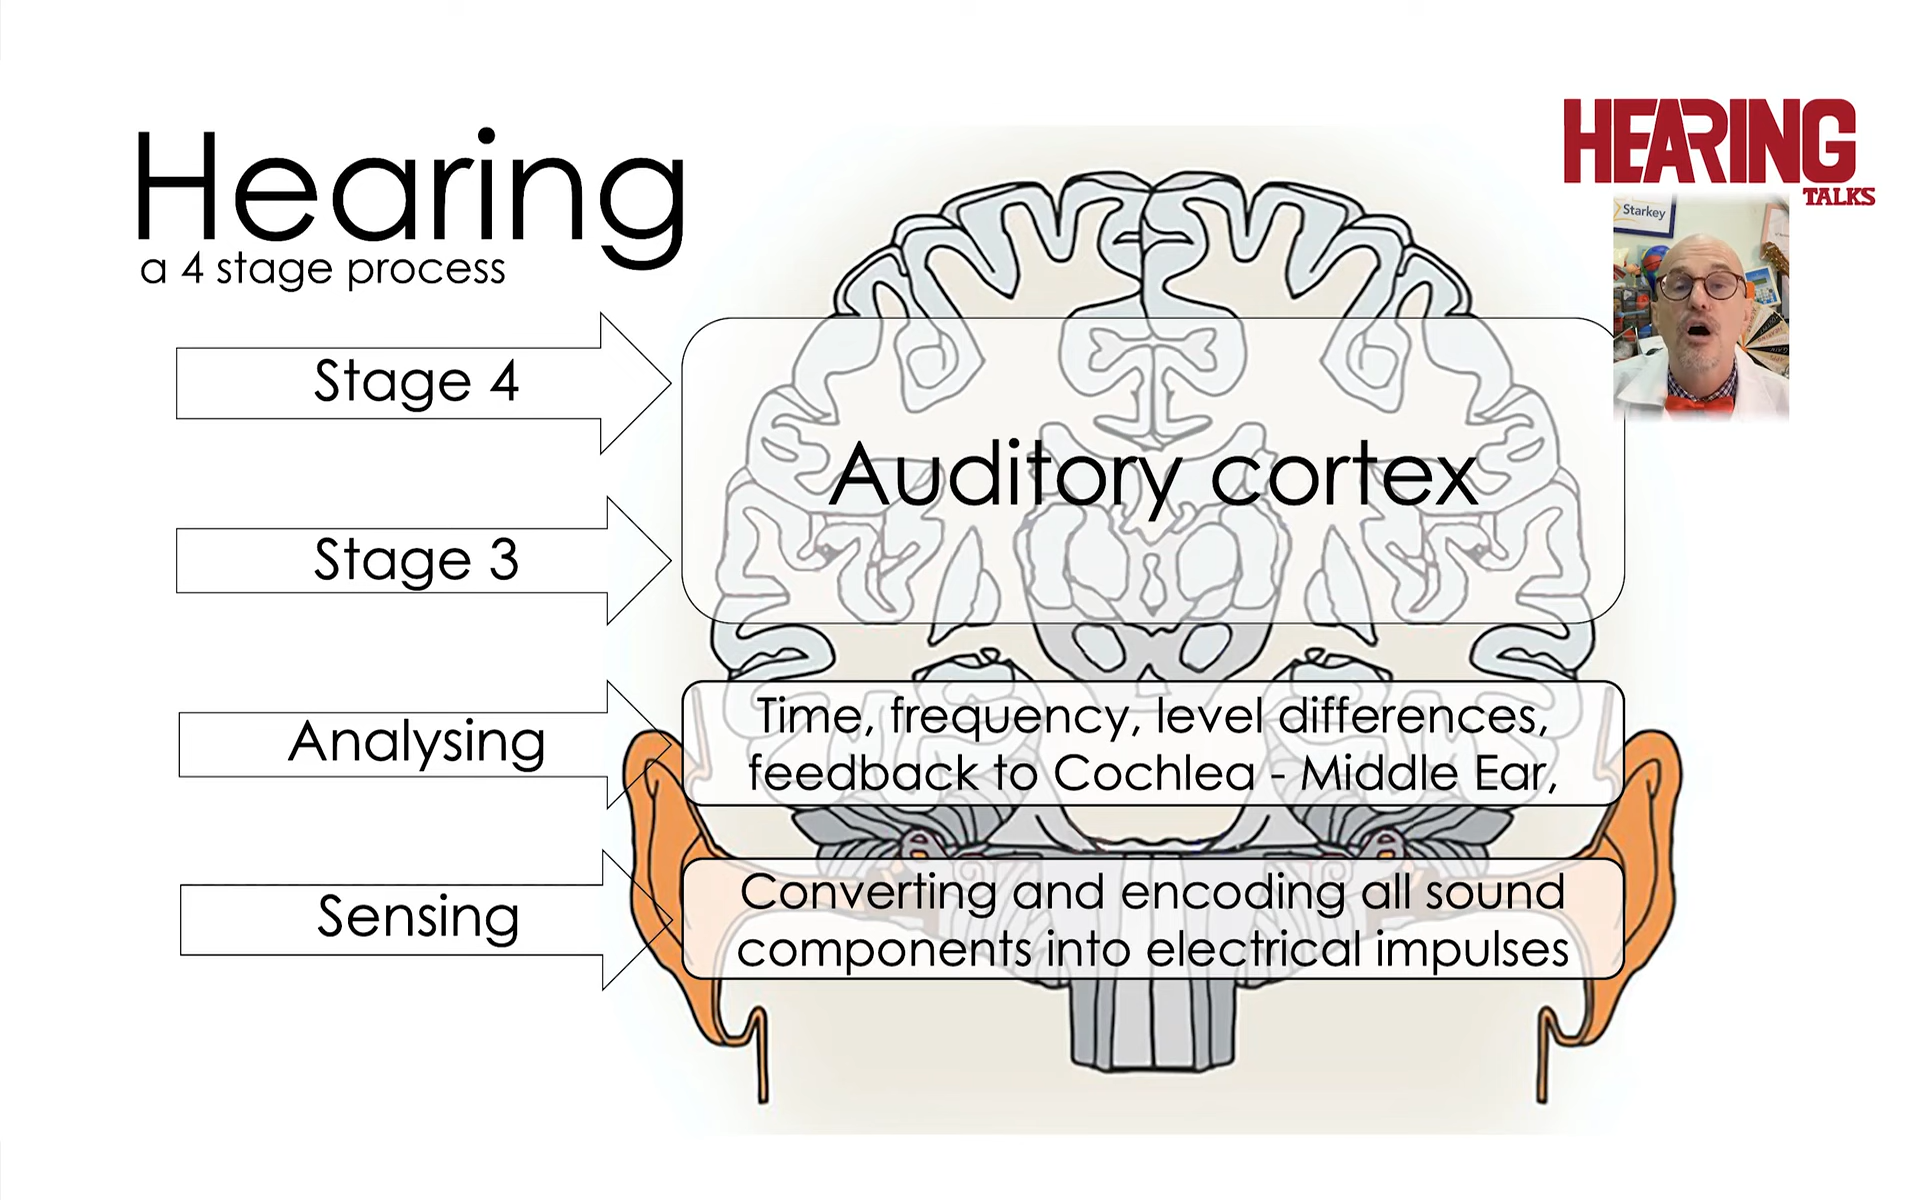 HEARING
TALKS
Starkey
Hearing
a 4 stage process
Stage 4
Auditory cortex
Stage 3
Analysing
Time, frequency, level differences,
feedback to Cochlea - Middle Ear,
Sensing
Converting and encoding all sound
components into electrical impulses